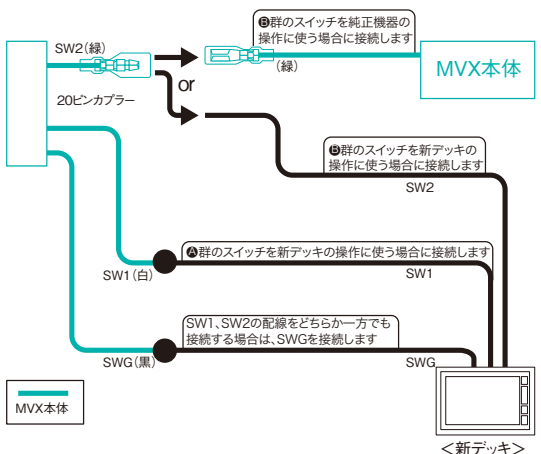 Ⓑ群のスイッチを純正機器の
操作に使う場合に接続します
SW2（緑）
（緑）
MVX本体
or
20ピンカプラー
Ⓑ群のスイッチを新デッキの
操作に使う場合に接続します
SW2
Ⓐ群のスイッチを新デッキの操作に使う場合に接続します
SW1（白）
SW1
SW1、SW2の配線をどちらか一方でも
接続する場合は、SWGを接続します
SWG（黒）
SWG
MVX本体
＜新デッキ＞